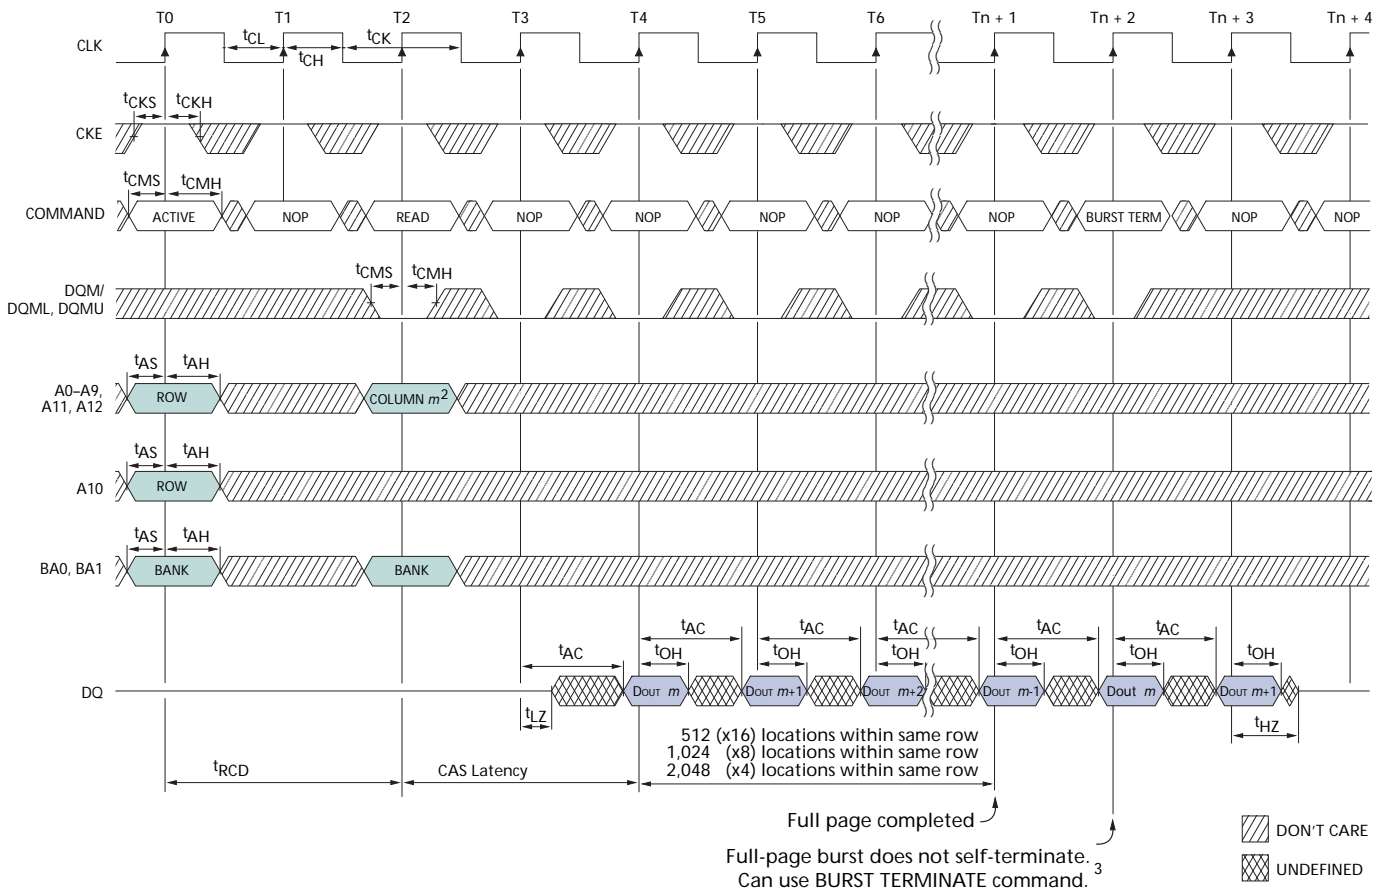 T0 T1 T2 T3 T4 T5 T6 Tn + 1 Tn + 2 Tn + 3 Tn + 4
CLK
tCL tCK
tCH
tCKS tCKH
CKE
tCMS tCMH
COMMAND ACTIVE NOP READ NOP NOP NOP NOP NOP BURST TERM NOP NOP
tCMS tCMH
DQM/
DQML, DQMU
tAS tAH
A0–A9,
A11, A12
ROW COLUMN m2
tAS tAH
A10 ROW
tAS tAH
BA0, BA1 BANK BANK
tAC tAC tAC tAC tAC tAC
tOH tOH tOH tOH tOH tOH
DQ DOUT m DOUT m+1 DOUT m+2 DOUT m-1 Dout m DOUT m+1
tLZ tHZ
512 (x16) locations within same row
1,024 (x8) locations within same row
2,048 (x4) locations within same row
tRCD CAS Latency
Full page completed
Full-page burst does not self-terminate. 3
Can use BURST TERMINATE command.
DON'T CARE
UNDEFINED